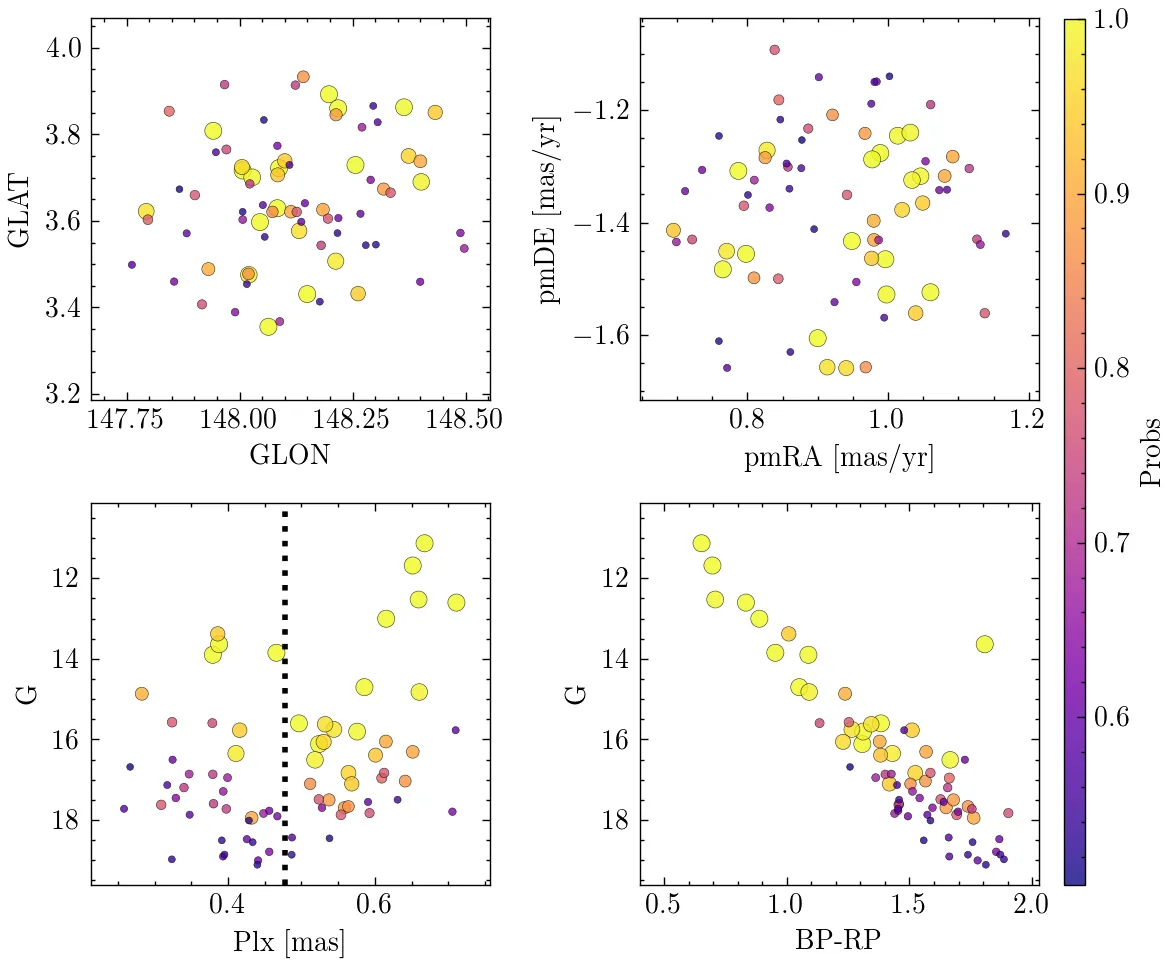 4.0
3.8
3.6
3.4
3.2
GLAT
147.75 148.00 148.25 148.50
GLON
−1.2
−1.4
−1.6
pmDE [mas/yr]
0.8 1.0 1.2
pmRA [mas/yr]
1.0
0.9
0.8
0.7
0.6
Probs
12
14
16
18
G
0.4 0.6
Plx [mas]
12
14
16
18
G
0.5 1.0 1.5 2.0
BP-RP